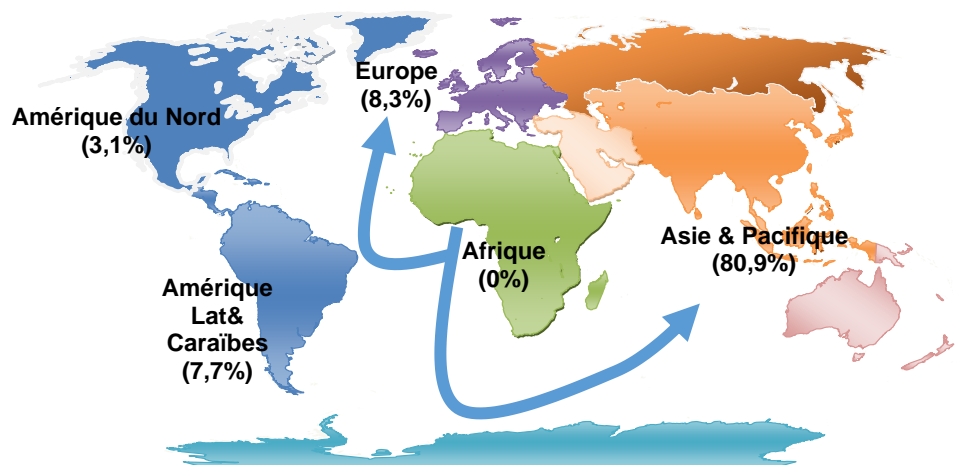 Europe
(8,3%)
Amérique du Nord
(3,1%)
Afrique
(0%)
Asie & Pacifique
(80,9%)
Amérique
Lat&
Caraïbes
(7,7%)